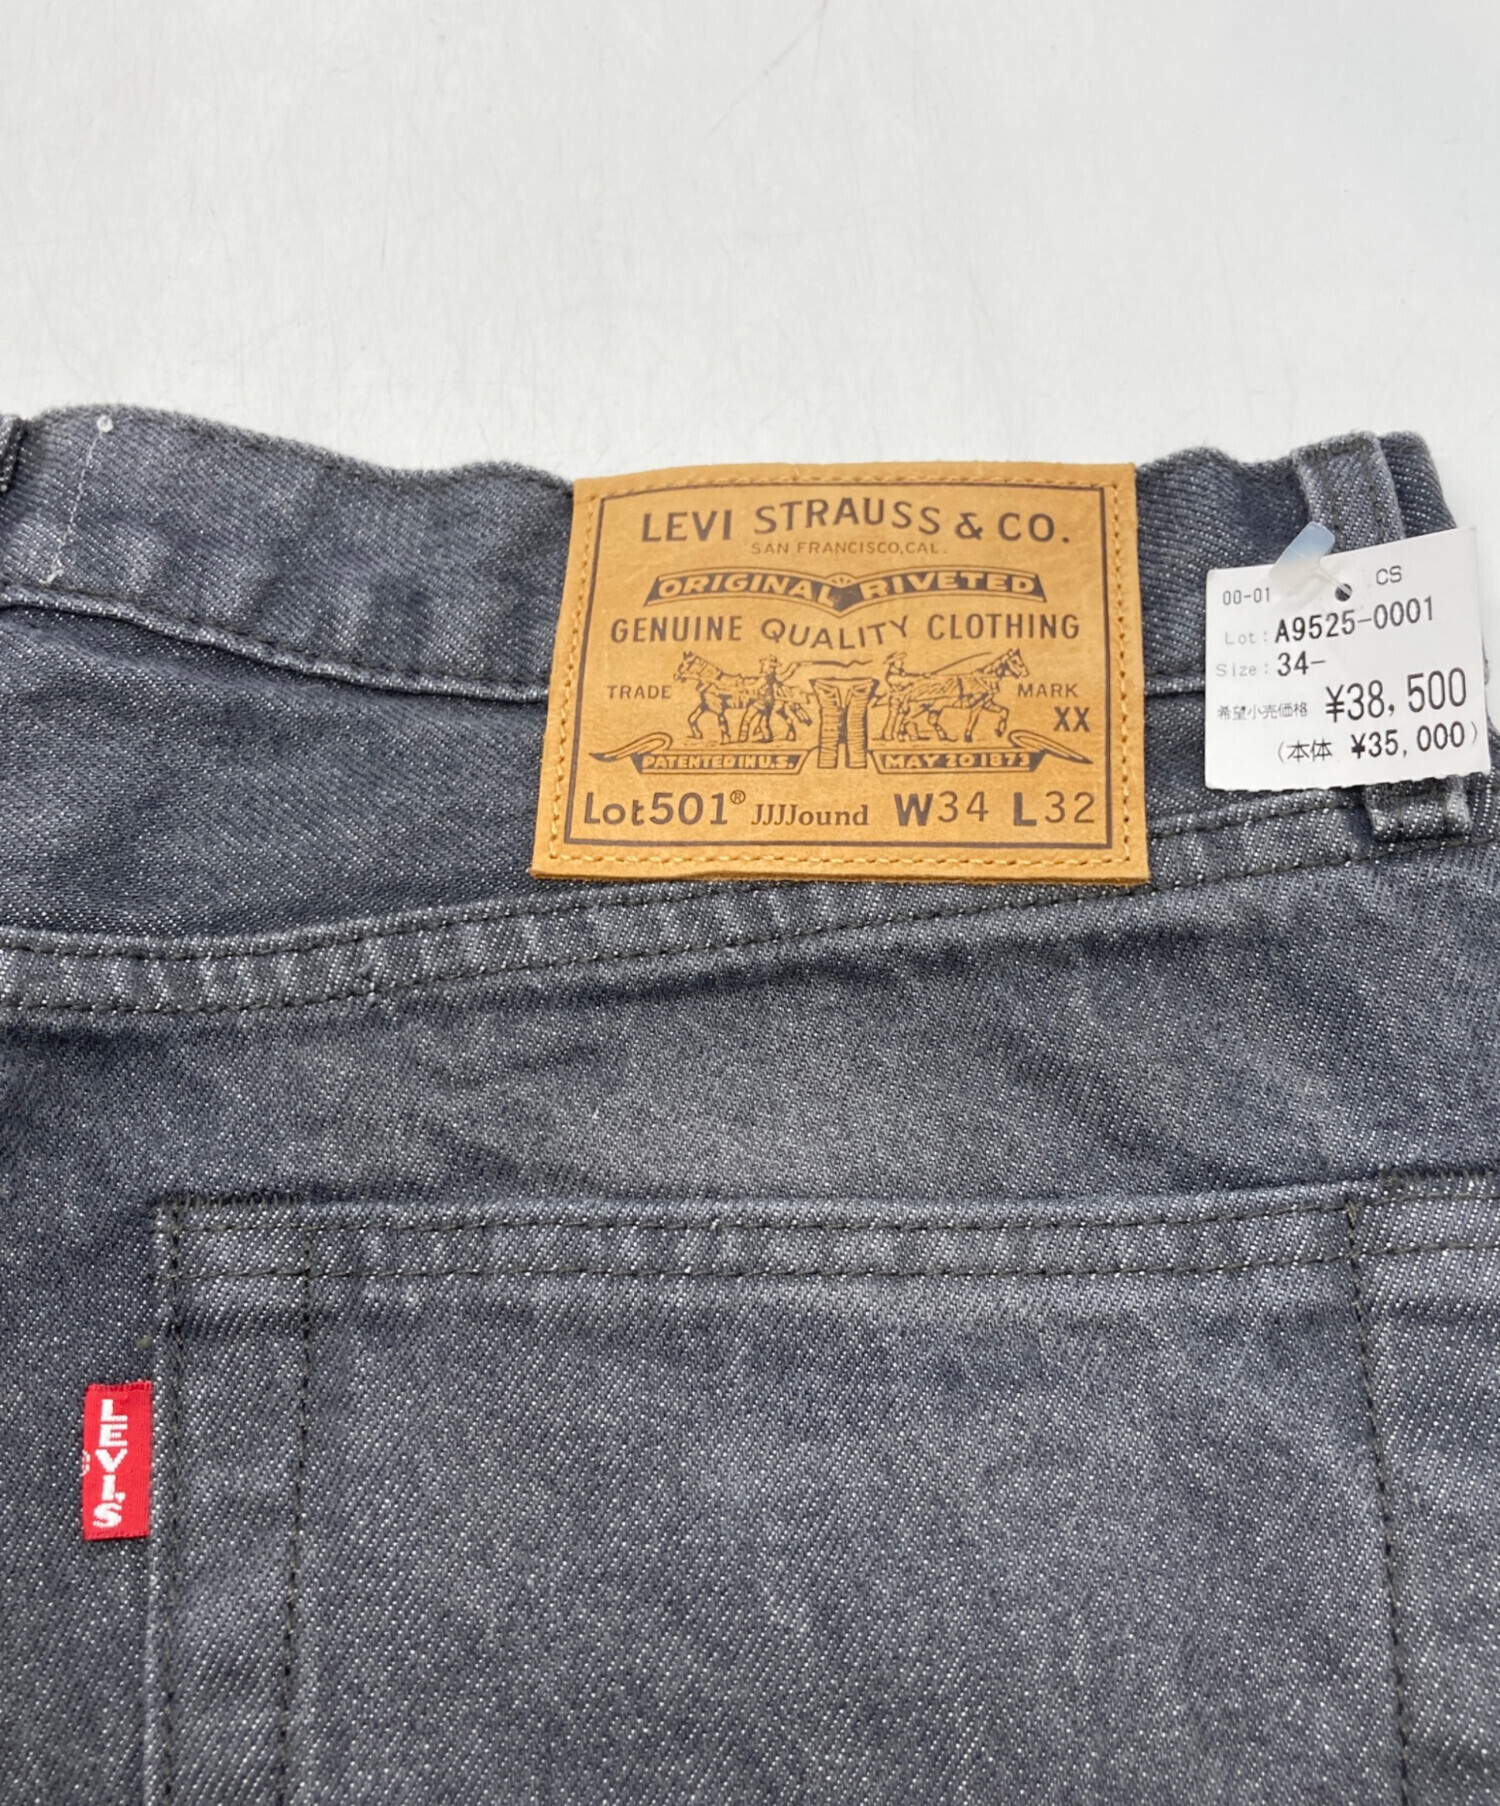 LEVI STRAUSS & CO.
SAN FRANCISCO, CAL.
ORIGINAL RIVETED
GENUINE QUALITY CLOTHING
TRADE MARK
XX
PATENTED IN U.S. MAY 20 1873
Lot 501® JJJJound W34 L32
00-01 CS
Lot: A9525-0001
Size: 34-
希望小売価格 ¥38,500
(本体 ¥35,000)
LEVI'S